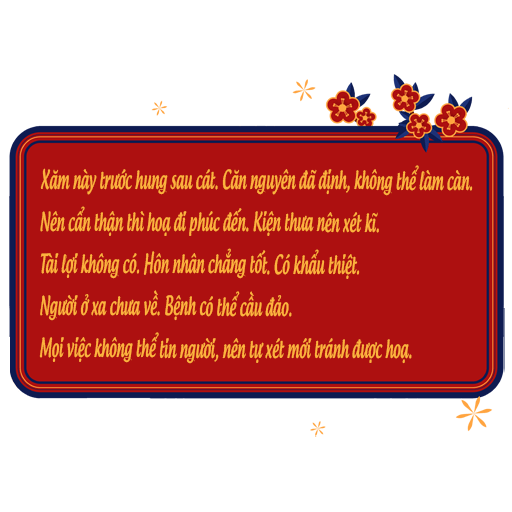 Xăm này trước hung sau cát. Căn nguyên đã định, không thể làm càn.
Nên cẩn thận thì hoạ đi phúc đến. Kiện thưa nên xét kĩ.
Tài lợi không có. Hôn nhân chẳng tốt. Có khẩu thiệt.
Người ở xa chưa về. Bệnh có thể cầu đảo.
Mọi việc không thể tin người, nên tự xét mới tránh được hoạ.